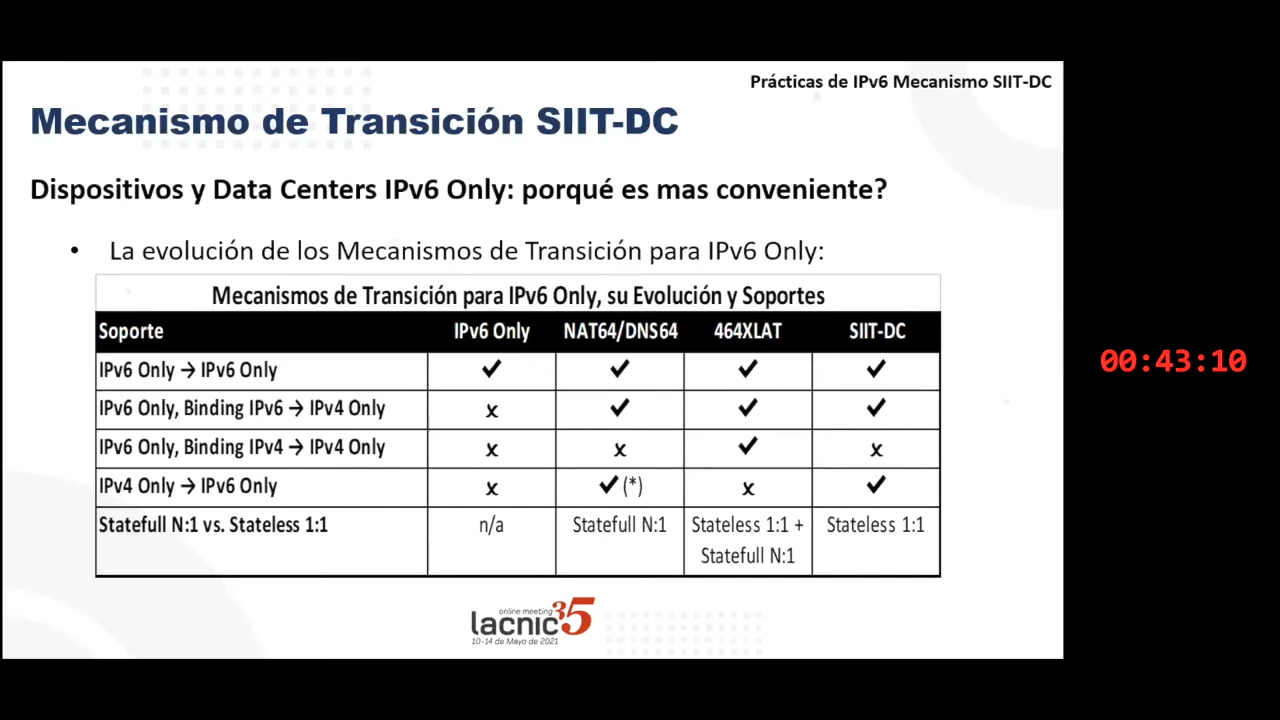 Prácticas de IPv6 Mecanismo SIIT-DC
Mecanismo de Transición SIIT-DC
Dispositivos y Data Centers IPv6 Only: porqué es mas conveniente?
• La evolución de los Mecanismos de Transición para IPv6 Only:
Mecanismos de Transición para IPv6 Only, su Evolución y Soportes
Soporte IPv6 Only NAT64/DNS64 464XLAT SIIT-DC
IPv6 Only → IPv6 Only ✓ ✓ ✓ ✓
IPv6 Only, Binding IPv6 → IPv4 Only x ✓ ✓ ✓
IPv6 Only, Binding IPv4 → IPv4 Only x x ✓ x
IPv4 Only → IPv6 Only x ✓(*) x ✓
Statefull N:1 vs. Stateless 1:1 n/a Statefull N:1 Stateless 1:1 + Stateless 1:1
Statefull N:1
online meeting
lacnic35
10-14 de Mayo de 2021
00:43:10